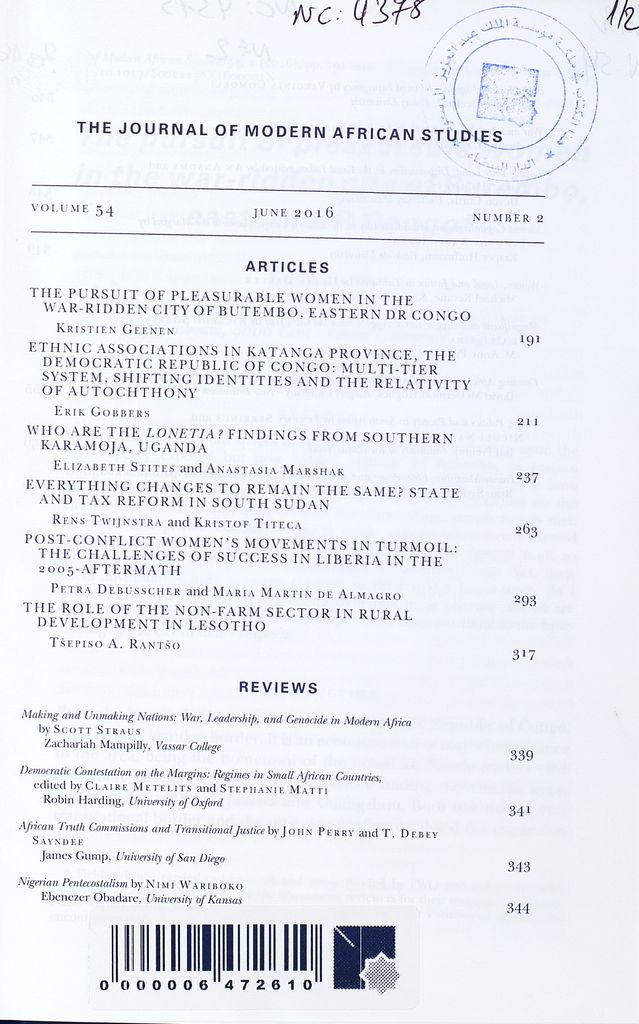 NC: 4378
1/2
THE JOURNAL OF MODERN AFRICAN STUDIES
VOLUME 54 JUNE 2016 NUMBER 2
ARTICLES
THE PURSUIT OF PLEASURABLE WOMEN IN THE
WAR-RIDDEN CITY OF BUTEMBO, EASTERN DR CONGO
KRISTIEN GEENEN 191
ETHNIC ASSOCIATIONS IN KATANGA PROVINCE, THE
DEMOCRATIC REPUBLIC OF CONGO: MULTI-TIER
SYSTEM, SHIFTING IDENTITIES AND THE RELATIVITY
OF AUTOCHTHONY
ERIK GOBBERS 211
WHO ARE THE LONETIA? FINDINGS FROM SOUTHERN
KARAMOJA, UGANDA
ELIZABETH STITES and ANASTASIA MARSHAK 237
EVERYTHING CHANGES TO REMAIN THE SAME? STATE
AND TAX REFORM IN SOUTH SUDAN
RENS TWIJNSTRA and KRISTOF TITECA 263
POST-CONFLICT WOMEN'S MOVEMENTS IN TURMOIL:
THE CHALLENGES OF SUCCESS IN LIBERIA IN THE
2005-AFTERMATH
PETRA DEBUSSCHER and MARIA MARTIN DE ALMAGRO 293
THE ROLE OF THE NON-FARM SECTOR IN RURAL
DEVELOPMENT IN LESOTHO
TŠEPISO A. RANTŠO 317
REVIEWS
Making and Unmaking Nations: War, Leadership, and Genocide in Modern Africa
by SCOTT STRAUS
Zachariah Mampilly, Vassar College 339
Democratic Contestation on the Margins: Regimes in Small African Countries,
edited by CLAIRE METELITS and STEPHANIE MATTI
Robin Harding, University of Oxford 341
African Truth Commissions and Transitional Justice by JOHN PERRY and T. DEBEY
SAYNDEE
James Gump, University of San Diego 343
Nigerian Pentecostalism by NIMI WARIBOKO
Ebenezer Obadare, University of Kansas 344
0 000006 472610